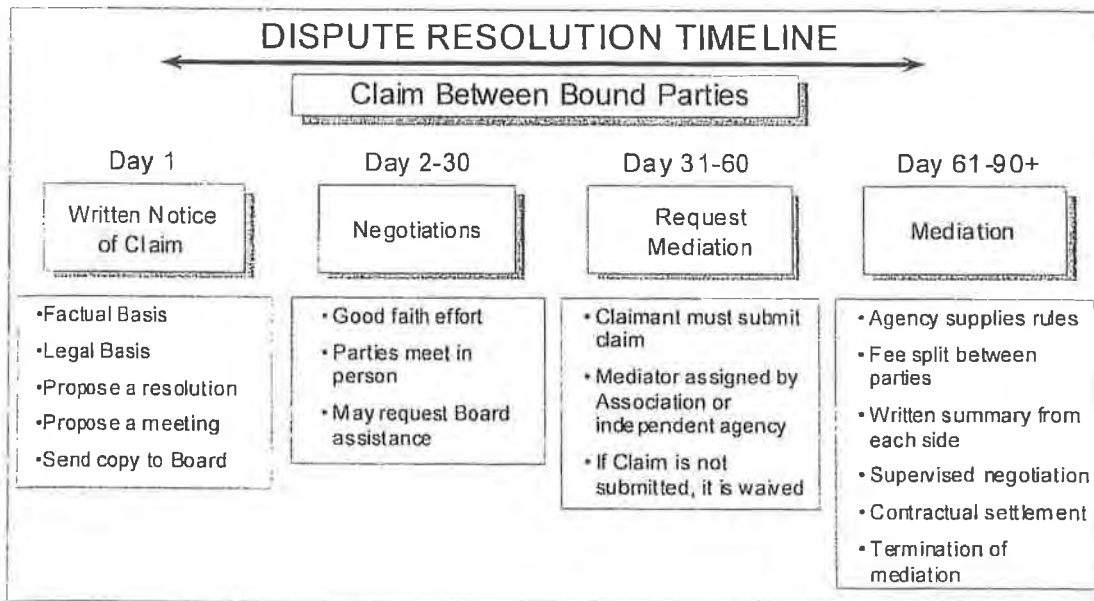 DISPUTE RESOLUTION TIMELINE
Claim Between Bound Parties
Day 1
Written Notice
of Claim
•Factual Basis
•Legal Basis
•Propose a resolution
•Propose a meeting
•Send copy to Board
Day 2-30
Negotiations
• Good faith effort
• Parties meet in
person
• May request Board
assistance
Day 31-60
Request
Mediation
• Claimant must submit
claim
• Mediator assigned by
Association or
independent agency
• If Claim is not
submitted, it is waived
Day 61-90+
Mediation
• Agency supplies rules
• Fee split between
parties
• Written summary from
each side
• Supervised negotiation
• Contractual settlement
• Termination of
mediation